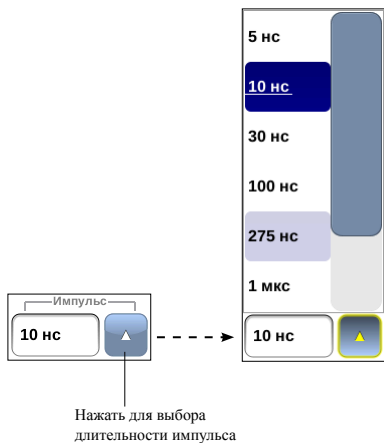 5 нс
10 нс
30 нс
100 нс
275 нс
1 мкс
Импульс
10 нс
10 нс
Нажать для выбора
длительности импульса